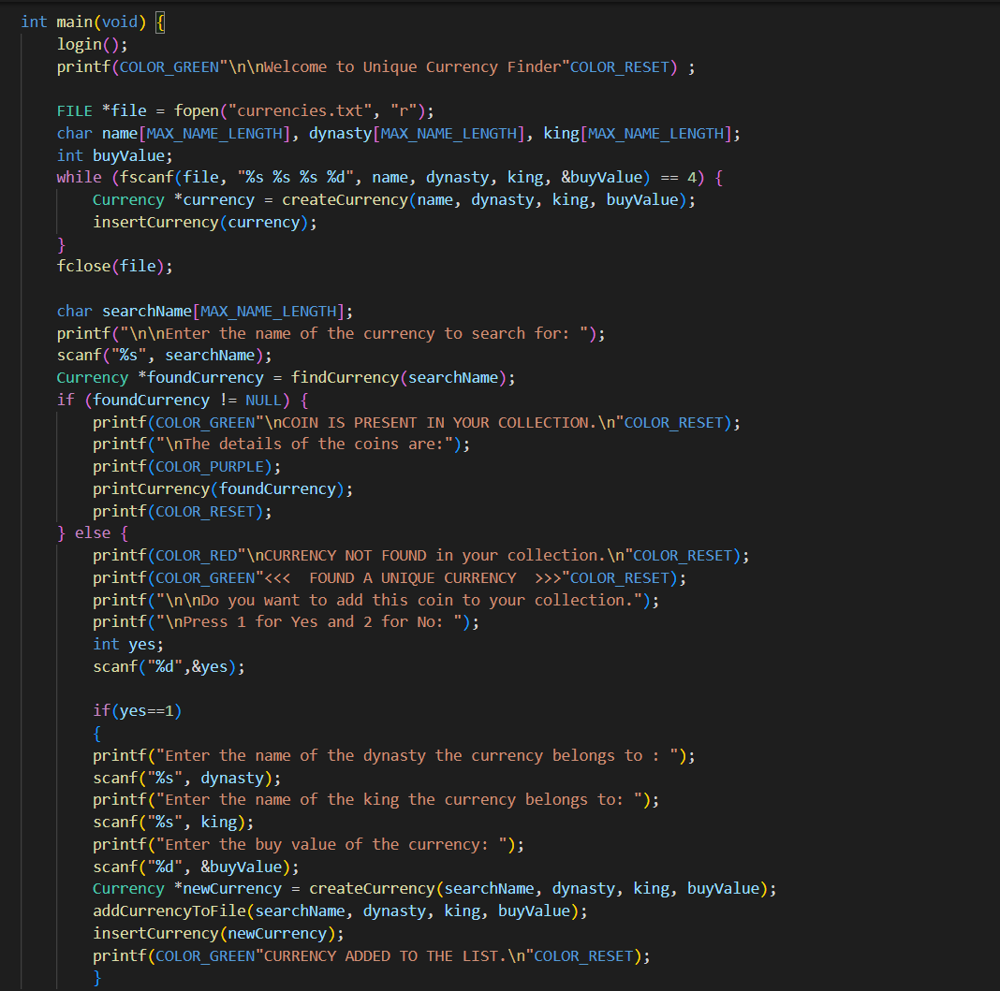 int main(void) {
    login();
    printf(COLOR_GREEN"\n\nWelcome to Unique Currency Finder"COLOR_RESET) ;

    FILE *file = fopen("currencies.txt", "r");
    char name[MAX_NAME_LENGTH], dynasty[MAX_NAME_LENGTH], king[MAX_NAME_LENGTH];
    int buyValue;
    while (fscanf(file, "%s %s %s %d", name, dynasty, king, &buyValue) == 4) {
        Currency *currency = createCurrency(name, dynasty, king, buyValue);
        insertCurrency(currency);
    }
    fclose(file);

    char searchName[MAX_NAME_LENGTH];
    printf("\n\nEnter the name of the currency to search for: ");
    scanf("%s", searchName);
    Currency *foundCurrency = findCurrency(searchName);
    if (foundCurrency != NULL) {
        printf(COLOR_GREEN"\nCOIN IS PRESENT IN YOUR COLLECTION.\n"COLOR_RESET);
        printf("\nThe details of the coins are:");
        printf(COLOR_PURPLE);
        printCurrency(foundCurrency);
        printf(COLOR_RESET);
    } else {
        printf(COLOR_RED"\nCURRENCY NOT FOUND in your collection.\n"COLOR_RESET);
        printf(COLOR_GREEN"<<<  FOUND A UNIQUE CURRENCY  >>>"COLOR_RESET);
        printf("\n\nDo you want to add this coin to your collection.");
        printf("\nPress 1 for Yes and 2 for No: ");
        int yes;
        scanf("%d",&yes);

        if(yes==1)
        {
        printf("Enter the name of the dynasty the currency belongs to : ");
        scanf("%s", dynasty);
        printf("Enter the name of the king the currency belongs to: ");
        scanf("%s", king);
        printf("Enter the buy value of the currency: ");
        scanf("%d", &buyValue);
        Currency *newCurrency = createCurrency(searchName, dynasty, king, buyValue);
        addCurrencyToFile(searchName, dynasty, king, buyValue);
        insertCurrency(newCurrency);
        printf(COLOR_GREEN"CURRENCY ADDED TO THE LIST.\n"COLOR_RESET);
        }